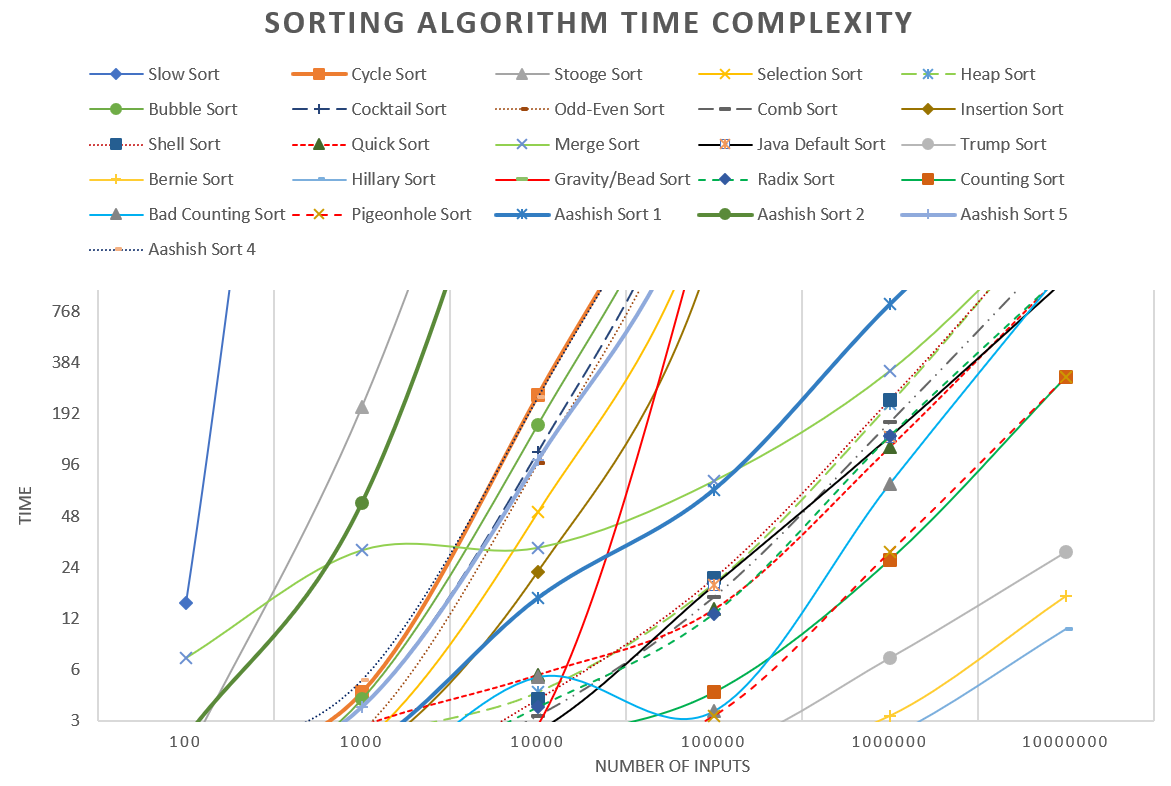 SORTING ALGORITHM TIME COMPLEXITY
Slow Sort Cycle Sort Stooge Sort Selection Sort Heap Sort
Bubble Sort Cocktail Sort Odd-Even Sort Comb Sort Insertion Sort
Shell Sort Quick Sort Merge Sort Java Default Sort Trump Sort
Bernie Sort Hillary Sort Gravity/Bead Sort Radix Sort Counting Sort
Bad Counting Sort Pigeonhole Sort Aashish Sort 1 Aashish Sort 2 Aashish Sort 5
Aashish Sort 4
768
384
192
96
48
24
12
6
3
TIME
100 1000 10000 100000 1000000 10000000
NUMBER OF INPUTS